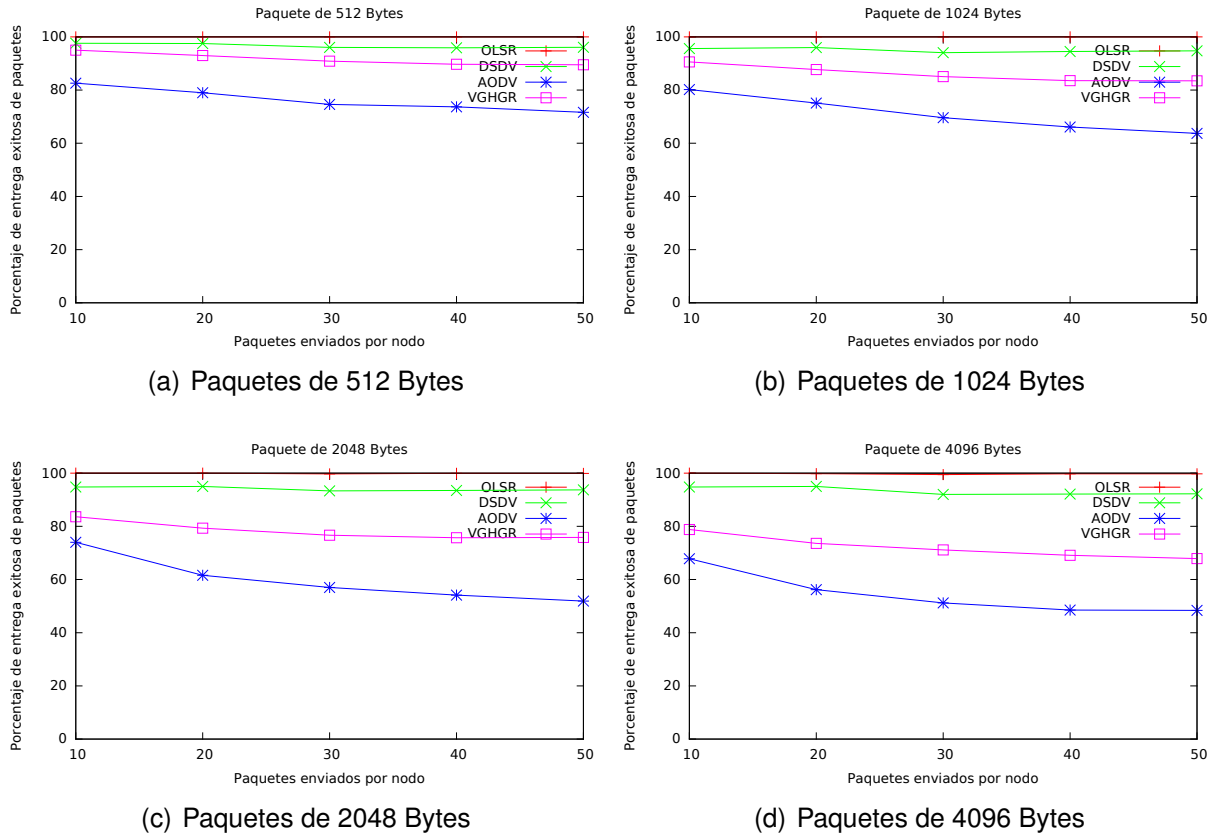 Paquete de 512 Bytes
Porcentaje de entrega exitosa de paquetes
100
80
60
40
20
0
OLSR
DSDV
AODV
VGHGR
10 20 30 40 50
Paquetes enviados por nodo
(a) Paquetes de 512 Bytes
Paquete de 1024 Bytes
Porcentaje de entrega exitosa de paquetes
100
80
60
40
20
0
OLSR
DSDV
AODV
VGHGR
10 20 30 40 50
Paquetes enviados por nodo
(b) Paquetes de 1024 Bytes
Paquete de 2048 Bytes
Porcentaje de entrega exitosa de paquetes
100
80
60
40
20
0
OLSR
DSDV
AODV
VGHGR
10 20 30 40 50
Paquetes enviados por nodo
(c) Paquetes de 2048 Bytes
Paquete de 4096 Bytes
Porcentaje de entrega exitosa de paquetes
100
80
60
40
20
0
OLSR
DSDV
AODV
VGHGR
10 20 30 40 50
Paquetes enviados por nodo
(d) Paquetes de 4096 Bytes